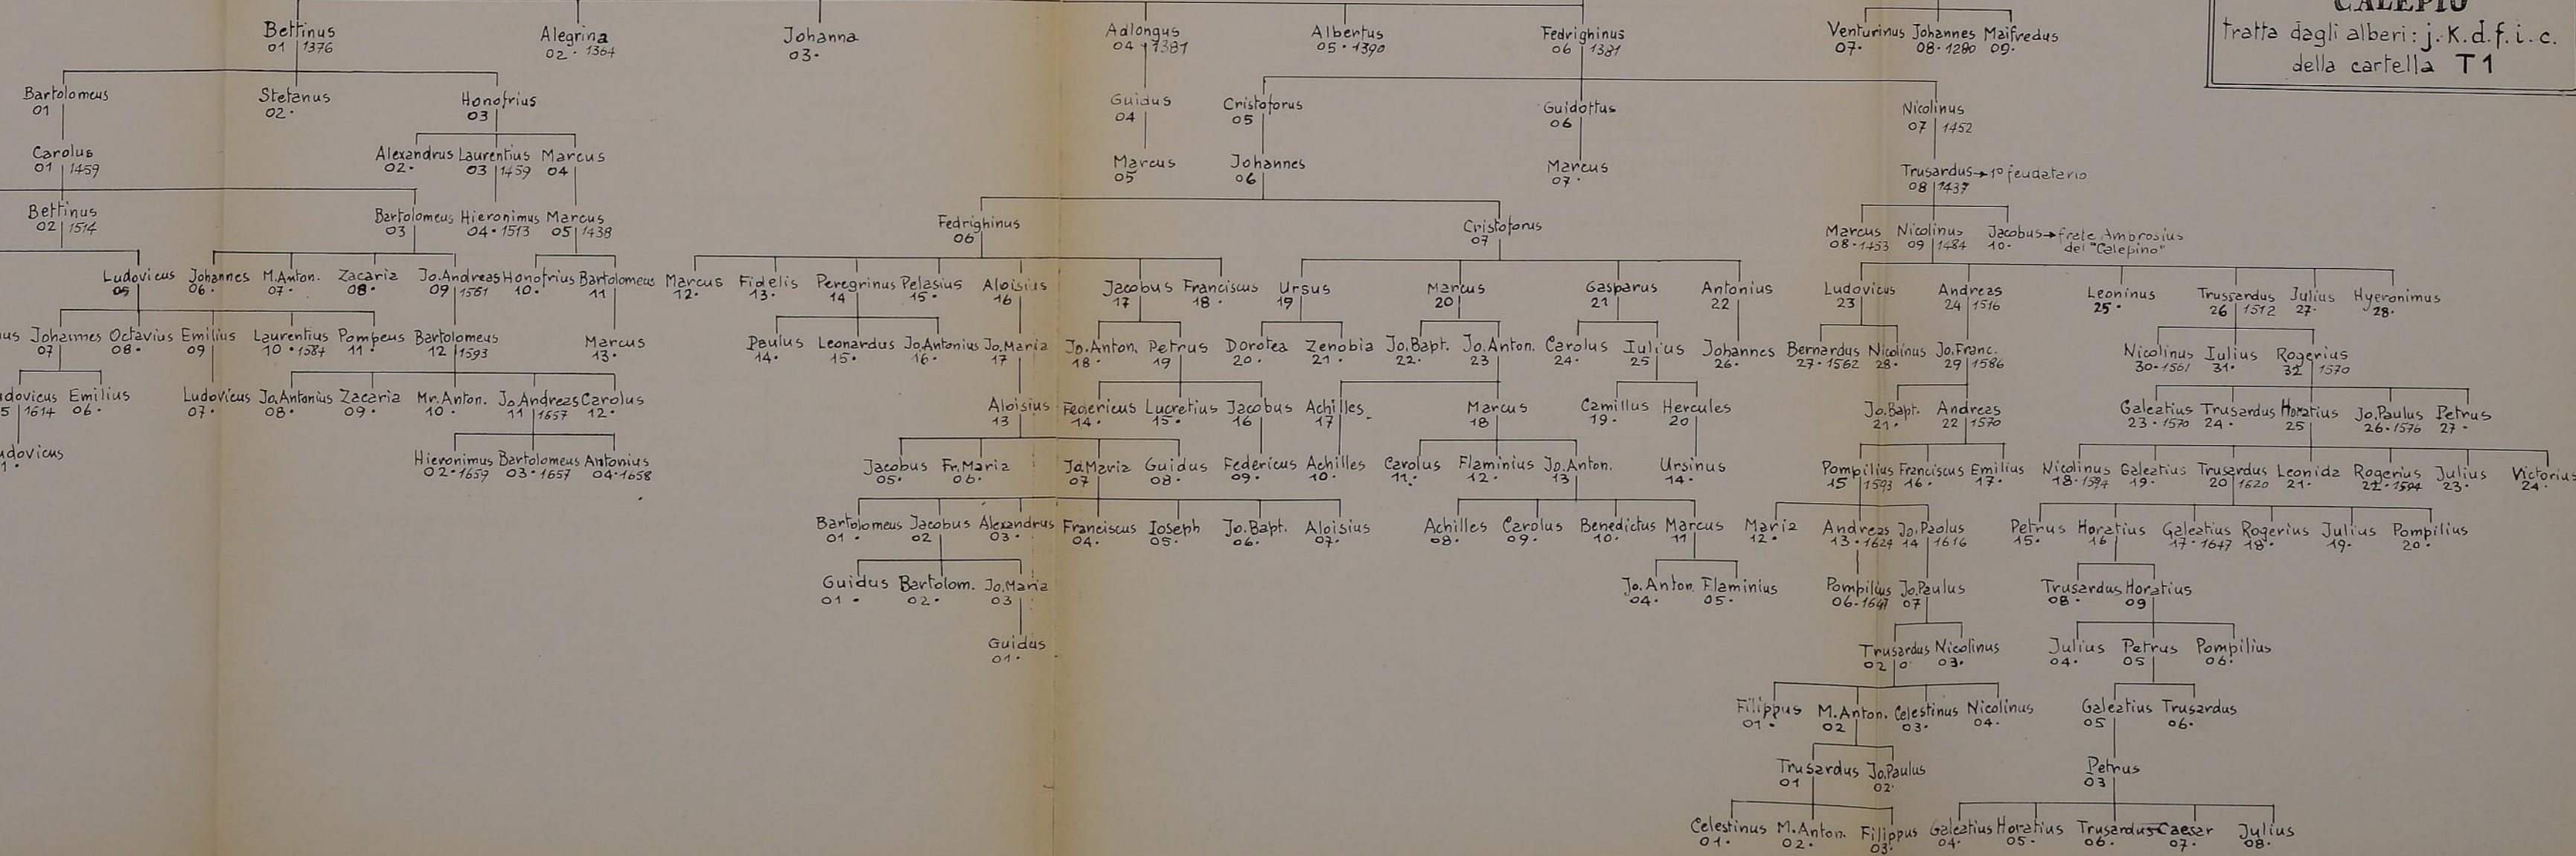 CALEPIO
tratta dagli alberi: j. K. d. f. i. c.
della cartella T1
Bettinus Alegrina Johanna Adlongus Albertus Fedrighinus Venturinus Johannes Maifredus
01 1376 02 · 1364 03 · 04 1381 05 · 1390 06 1381 07 · 08 · 1280 09 ·
Bartolomeus Stefanus Honofrius Guidus Cristoforus Guidottus Nicolinus
01 02 · 03 04 05 06 07 1452
Carolus Alexandrus Laurentius Marcus Marcus Johannes Marcus Trusardus → 1º feudatario
01 1459 02 · 03 1459 04 05 06 07 · 08 1437
Bettinus Bartolomeus Hieronimus Marcus Fedrighinus Cristoforus Marcus Nicolinus Jacobus → frate Ambrosius
02 1514 03 04 · 1513 05 1438 06 07 08 · 1453 09 1484 10 · del "Calepino"
Ludovicus Johannes M.Anton. Zacaria Jo.Andreas Honofrius Bartolomeus Marcus Fidelis Peregrinus Pelasius Aloisius Jacobus Franciscus Ursus Marcus Gasparus Antonius Ludovicus Andreas Leoninus Trussardus Julius Hyeronimus
05 06 · 07 · 08 · 09 1561 10 · 11 12 · 13 · 14 15 · 16 17 18 · 19 20 21 22 23 24 1516 25 · 26 1512 27 · 28 ·
us Johannes Octavius Emilius Laurentius Pompeus Bartolomeus Marcus Paulus Leonardus Jo.Antonius Jo.Maria Jo.Anton. Petrus Dorotea Zenobia Jo.Bapt. Jo.Anton. Carolus Iulius Johannes Bernardus Nicolinus Jo.Franc. Nicolinus Iulius Rogerius
07 08 · 09 10 · 1584 11 · 12 1593 13 · 14 · 15 · 16 · 17 18 · 19 20 · 21 · 22 · 23 24 · 25 26 · 27 · 1562 28 · 29 1586 30 · 1561 31 · 32 1570
udovicus Emilius Ludovicus Jo.Antonius Zacaria Mr.Anton. Jo.Andreas Carolus Aloisius Federicus Lucretius Jacobus Achilles Marcus Camillus Hercules Jo.Bapt. Andreas Galeatius Trusardus Horatius Jo.Paulus Petrus
5 1614 06 · 07 · 08 · 09 · 10 · 11 1657 12 · 13 14 · 15 · 16 17 18 19 · 20 21 · 22 1570 23 · 1570 24 · 25 26 · 1576 27 ·
udovicus Hieronimus Bartolomeus Antonius Jacobus Fr.Maria Jo.Maria Guidus Federicus Achilles Carolus Flaminius Jo.Anton. Ursinus Pompilius Franciscus Emilius Nicolinus Galeatius Trusardus Leonida Rogerius Julius Victorius
1 · 02 · 1659 03 · 1657 04 · 1658 05 · 06 · 07 08 · 09 · 10 · 11 · 12 · 13 14 · 15 1593 16 · 17 · 18 · 1594 19 · 20 1620 21 · 22 · 1594 23 · 24 ·
Bartolomeus Jacobus Alexandrus Franciscus Ioseph Jo.Bapt. Aloisius Achilles Carolus Benedictus Marcus Maria Andreas Jo.Paolus Petrus Horatius Galeatius Rogerius Julius Pompilius
01 · 02 03 · 04 · 05 · 06 · 07 · 08 · 09 · 10 · 11 12 · 13 · 1624 14 1616 15 · 16 17 · 1647 18 · 19 · 20 ·
Guidus Bartolom. Jo.Maria Jo.Anton Flaminius Pompilius Jo.Paulus Trusardus Horatius
01 · 02 · 03 04 · 05 · 06 · 1647 07 08 · 09
Guidus Trusardus Nicolinus Julius Petrus Pompilius
01 · 02 0 03 · 04 · 05 06 ·
Filippus M.Anton. Celestinus Nicolinus Galeatius Trusardus
01 · 02 03 · 04 · 05 06 ·
Trusardus Jo.Paulus Petrus
01 02 · 03
Celestinus M.Anton. Filippus Galeatius Horatius Trusardus Caesar Julius
01 · 02 · 03 · 04 · 05 · 06 · 07 · 08 ·